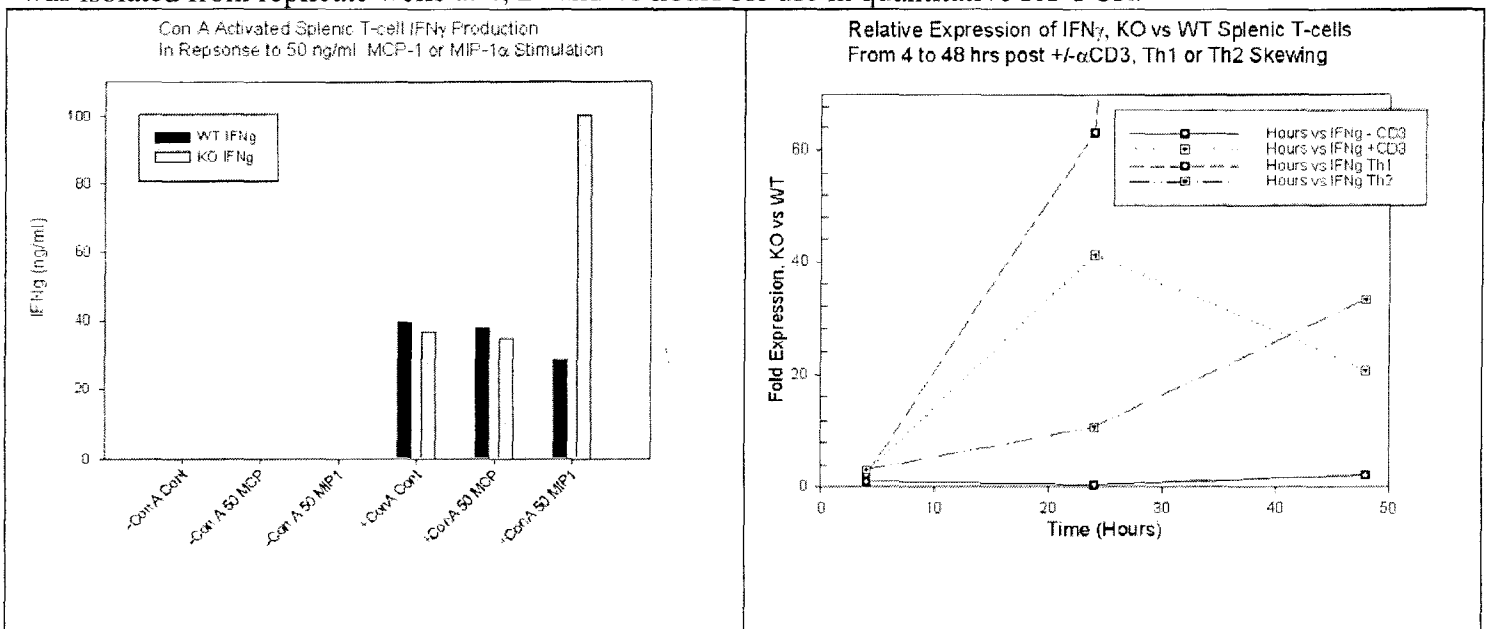 Con A Activated Splenic T-cell IFNγ Production
In Repsonse to 50 ng/ml MCP-1 or MIP-1α Stimulation
100
80
60
40
20
0
IFNg (ng/ml)
WT IFNg
KO IFNg
-Con A Cont
-Con A 50 MCP
-Con A 50 MIP1
+ConA Cont
+ConA 50 MCP
+ConA 50 MIP1
Relative Expression of IFNγ, KO vs WT Splenic T-cells
From 4 to 48 hrs post +/-αCD3, Th1 or Th2 Skewing
60
40
20
0
Fold Expression, KO vs WT
Hours vs IFNg - CD3
Hours vs IFNg +CD3
Hours vs IFNg Th1
Hours vs IFNg Th2
0 10 20 30 40 50
Time (Hours)